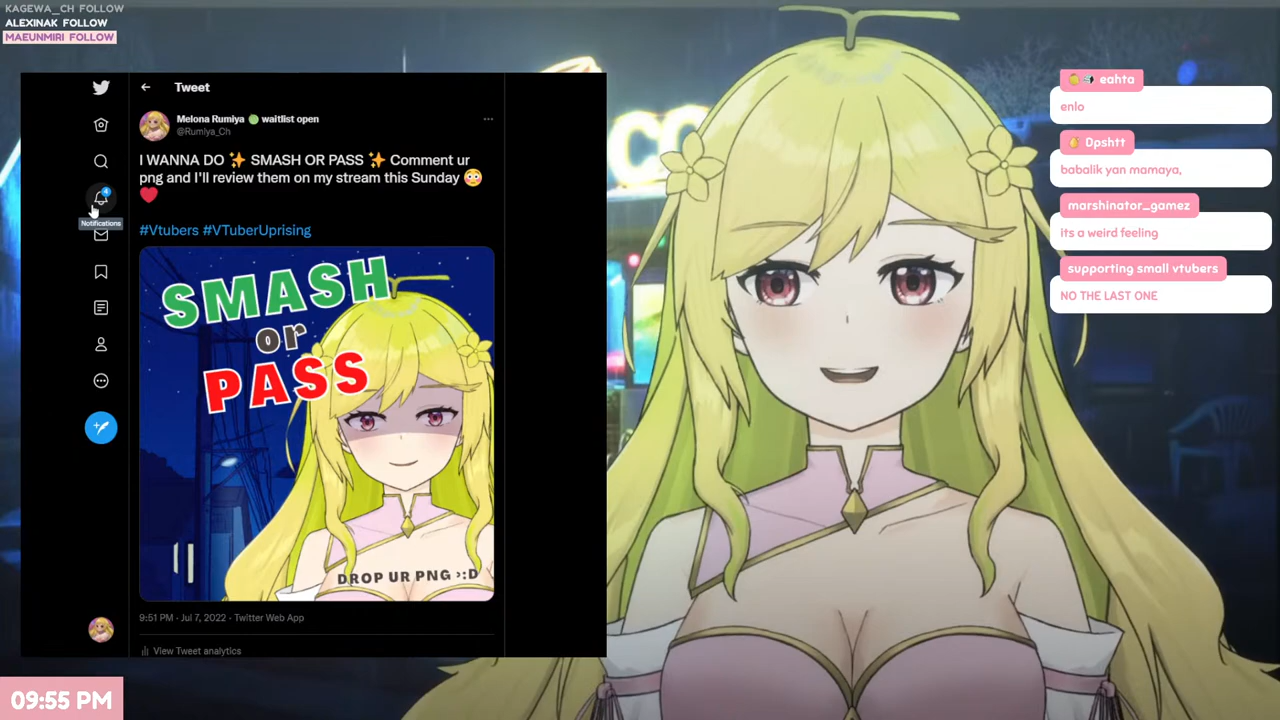 KAGEWA__CH FOLLOW
ALEXINAK FOLLOW
MAEUNMIRI FOLLOW
Tweet
Melona Rumiya 🍈 waitlist open
@Rumiya_Ch
I WANNA DO ✨ SMASH OR PASS ✨ Comment ur
png and I'll review them on my stream this Sunday 😳
❤️
#Vtubers #VTuberUprising
4
Notifications
SMASH
or
PASS
DROP UR PNG >:D
9:51 PM · Jul 7, 2022 · Twitter Web App
View Tweet analytics
09:55 PM
eahta
enlo
Dpshtt
babalik yan mamaya,
marshinator_gamez
its a weird feeling
supporting small vtubers
NO THE LAST ONE
CO